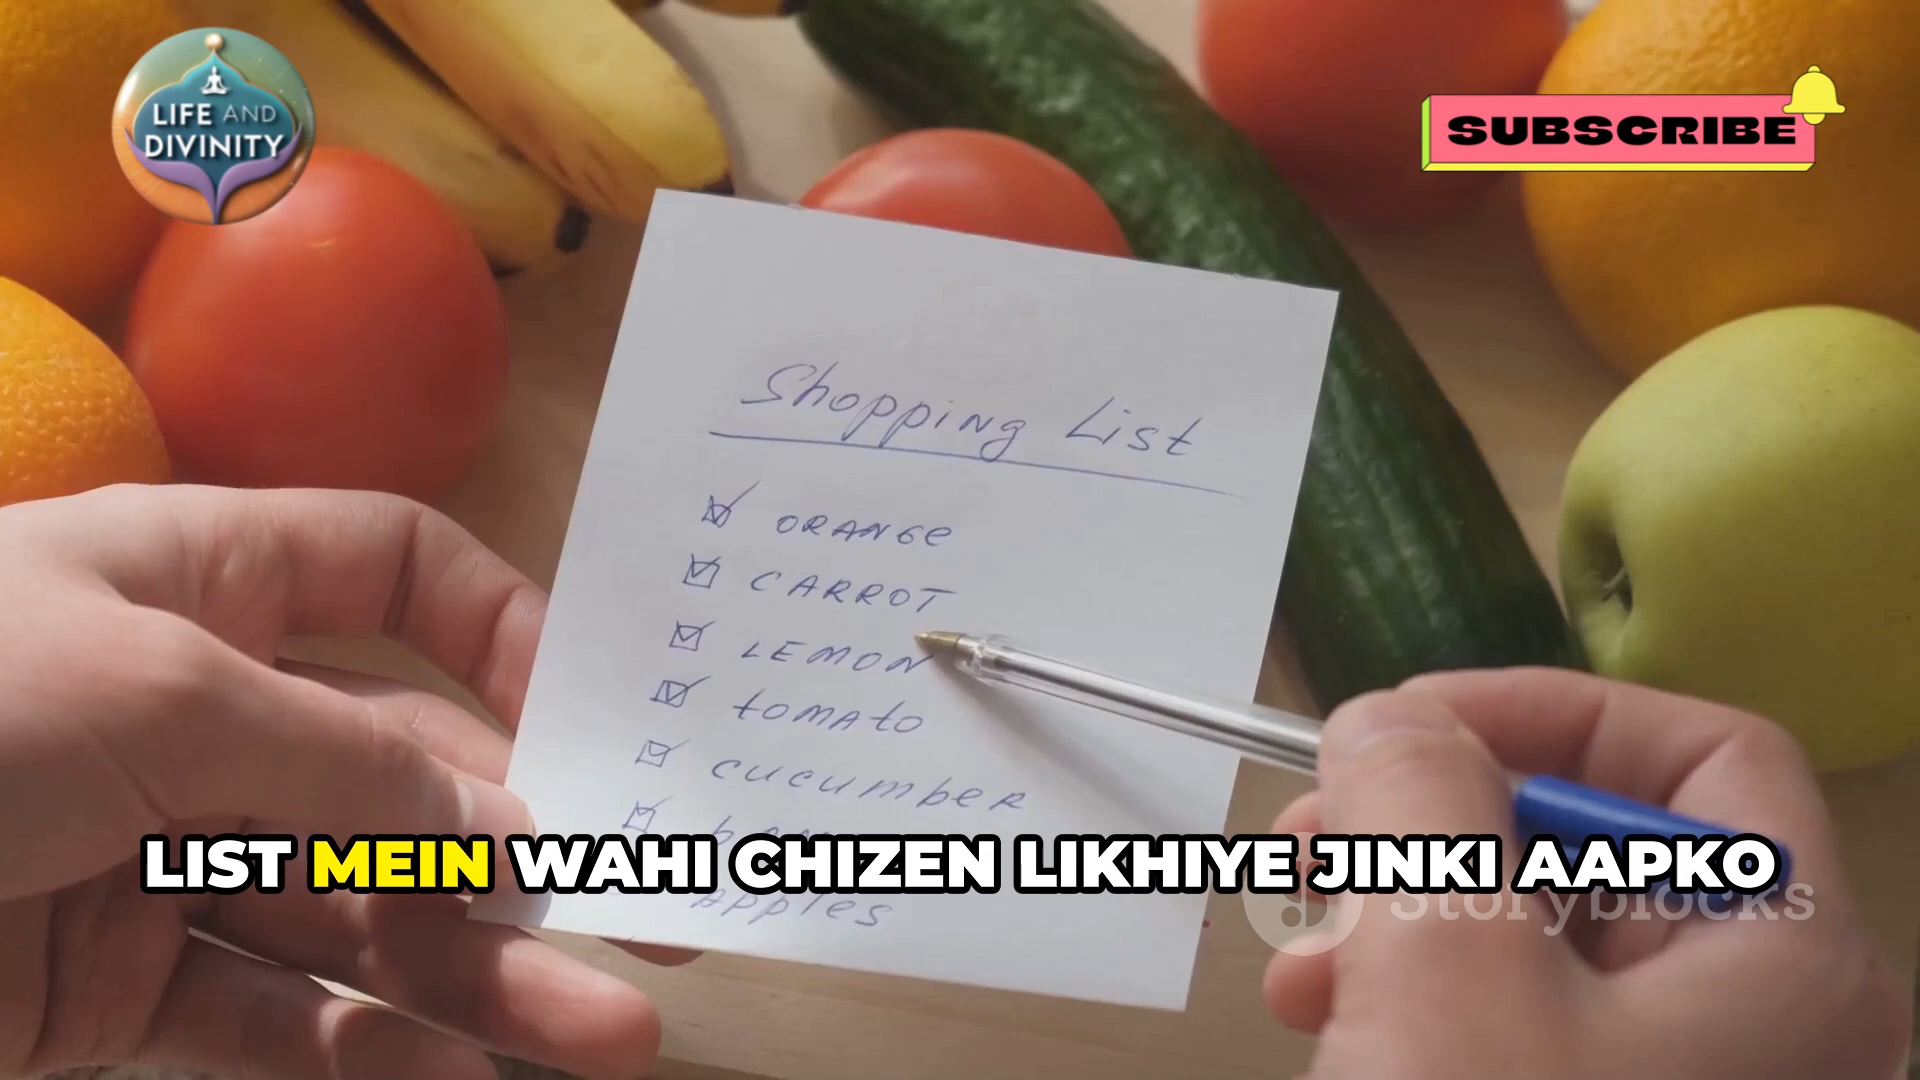 LIFE AND
DIVINITY
SUBSCRIBE
Shopping List
ORANGE
CARROT
LEMON
tomato
cucumber
LIST MEIN WAHI CHIZEN LIKHIYE JINKI AAPKO
Apples
Storyblocks